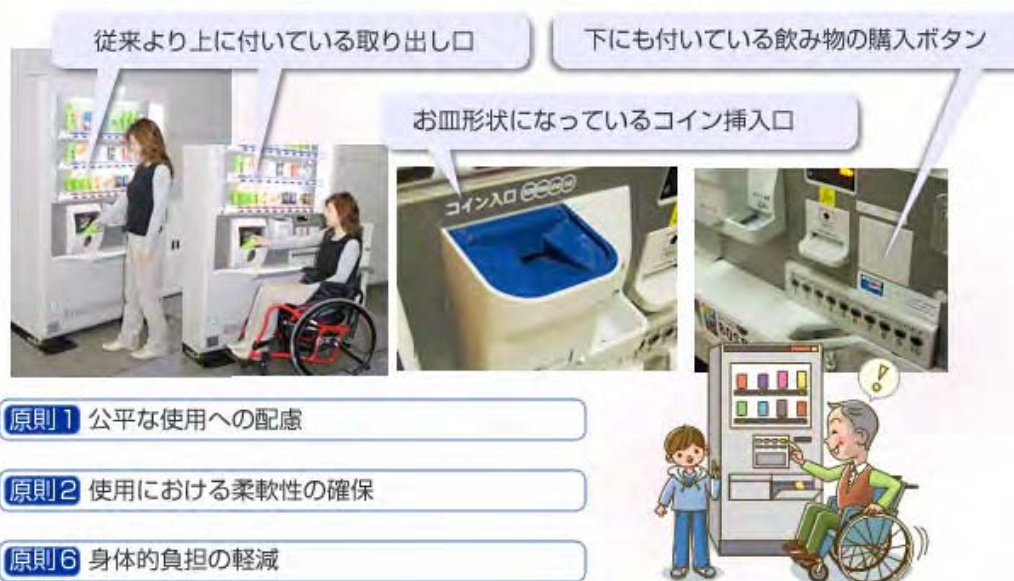 従来より上に付いている取り出し口
下にも付いている飲み物の購入ボタン
お皿形状になっているコイン挿入口
コイン入口
BOSS
原則1 公平な使用への配慮
原則2 使用における柔軟性の確保
原則6 身体的負担の軽減